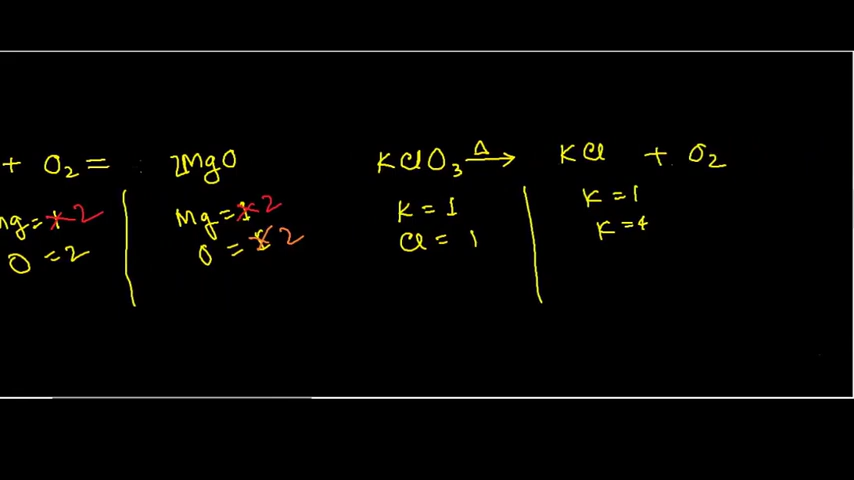 + O₂ = 2MgO
Mg = 1 2
O = 2
Mg = 1 2
O = 1 2
KClO₃ Δ→ KCl + O₂
K = 1
Cl = 1
K = 1
K = 4